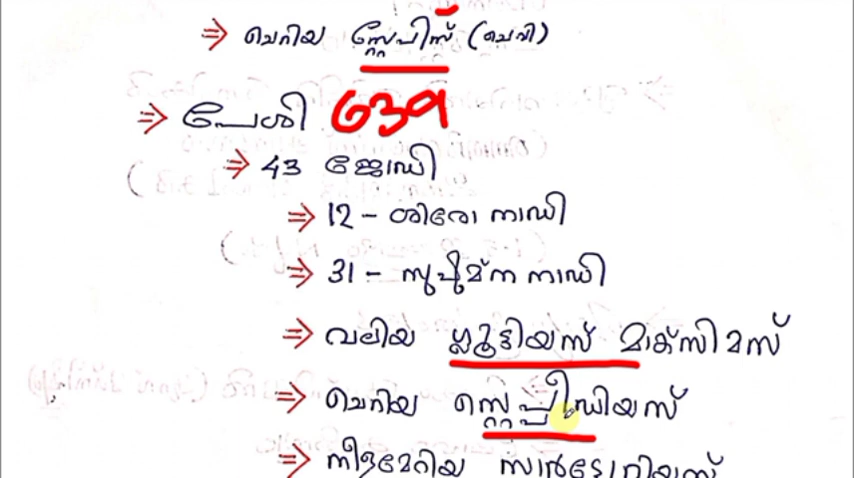 ⇒ ചെറിയ സ്റ്റേപിസ് (ചെവി)
⇒ പേശി 639
⇒ 43 ജോഡി
⇒ 12 - ശിരോ നാഡി
⇒ 31 - സുഷുമ്ന നാഡി
⇒ വലിയ ഗ്ലൂട്ടിയസ് മാക്സിമസ്
⇒ ചെറിയ സ്റ്റെപ്പീഡിയസ്
⇒ നീളമേറിയ സാർട്ടോറിയസ്